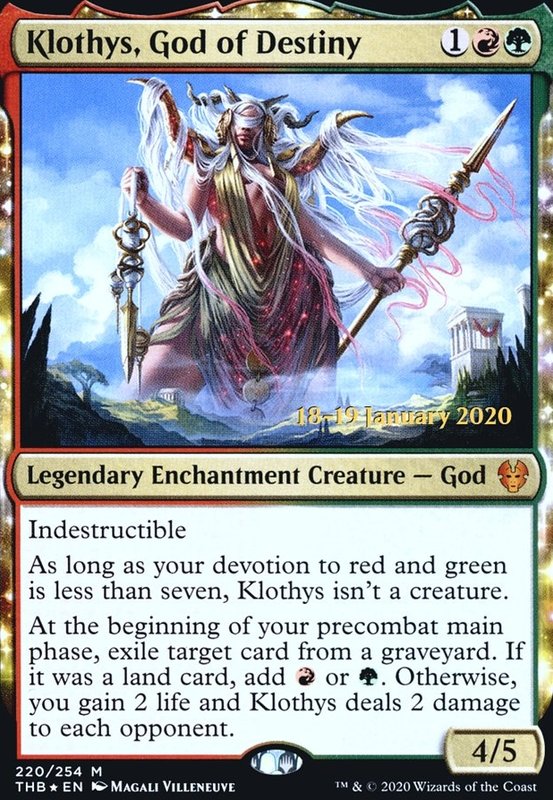 Klothys, God of Destiny 1
18–19 January 2020
Legendary Enchantment Creature — God
Indestructible
As long as your devotion to red and green
is less than seven, Klothys isn't a creature.
At the beginning of your precombat main
phase, exile target card from a graveyard. If
it was a land card, add or . Otherwise,
you gain 2 life and Klothys deals 2 damage
to each opponent.
4/5
220/254 M
THB ★ EN Magali Villeneuve
™ & © 2020 Wizards of the Coast